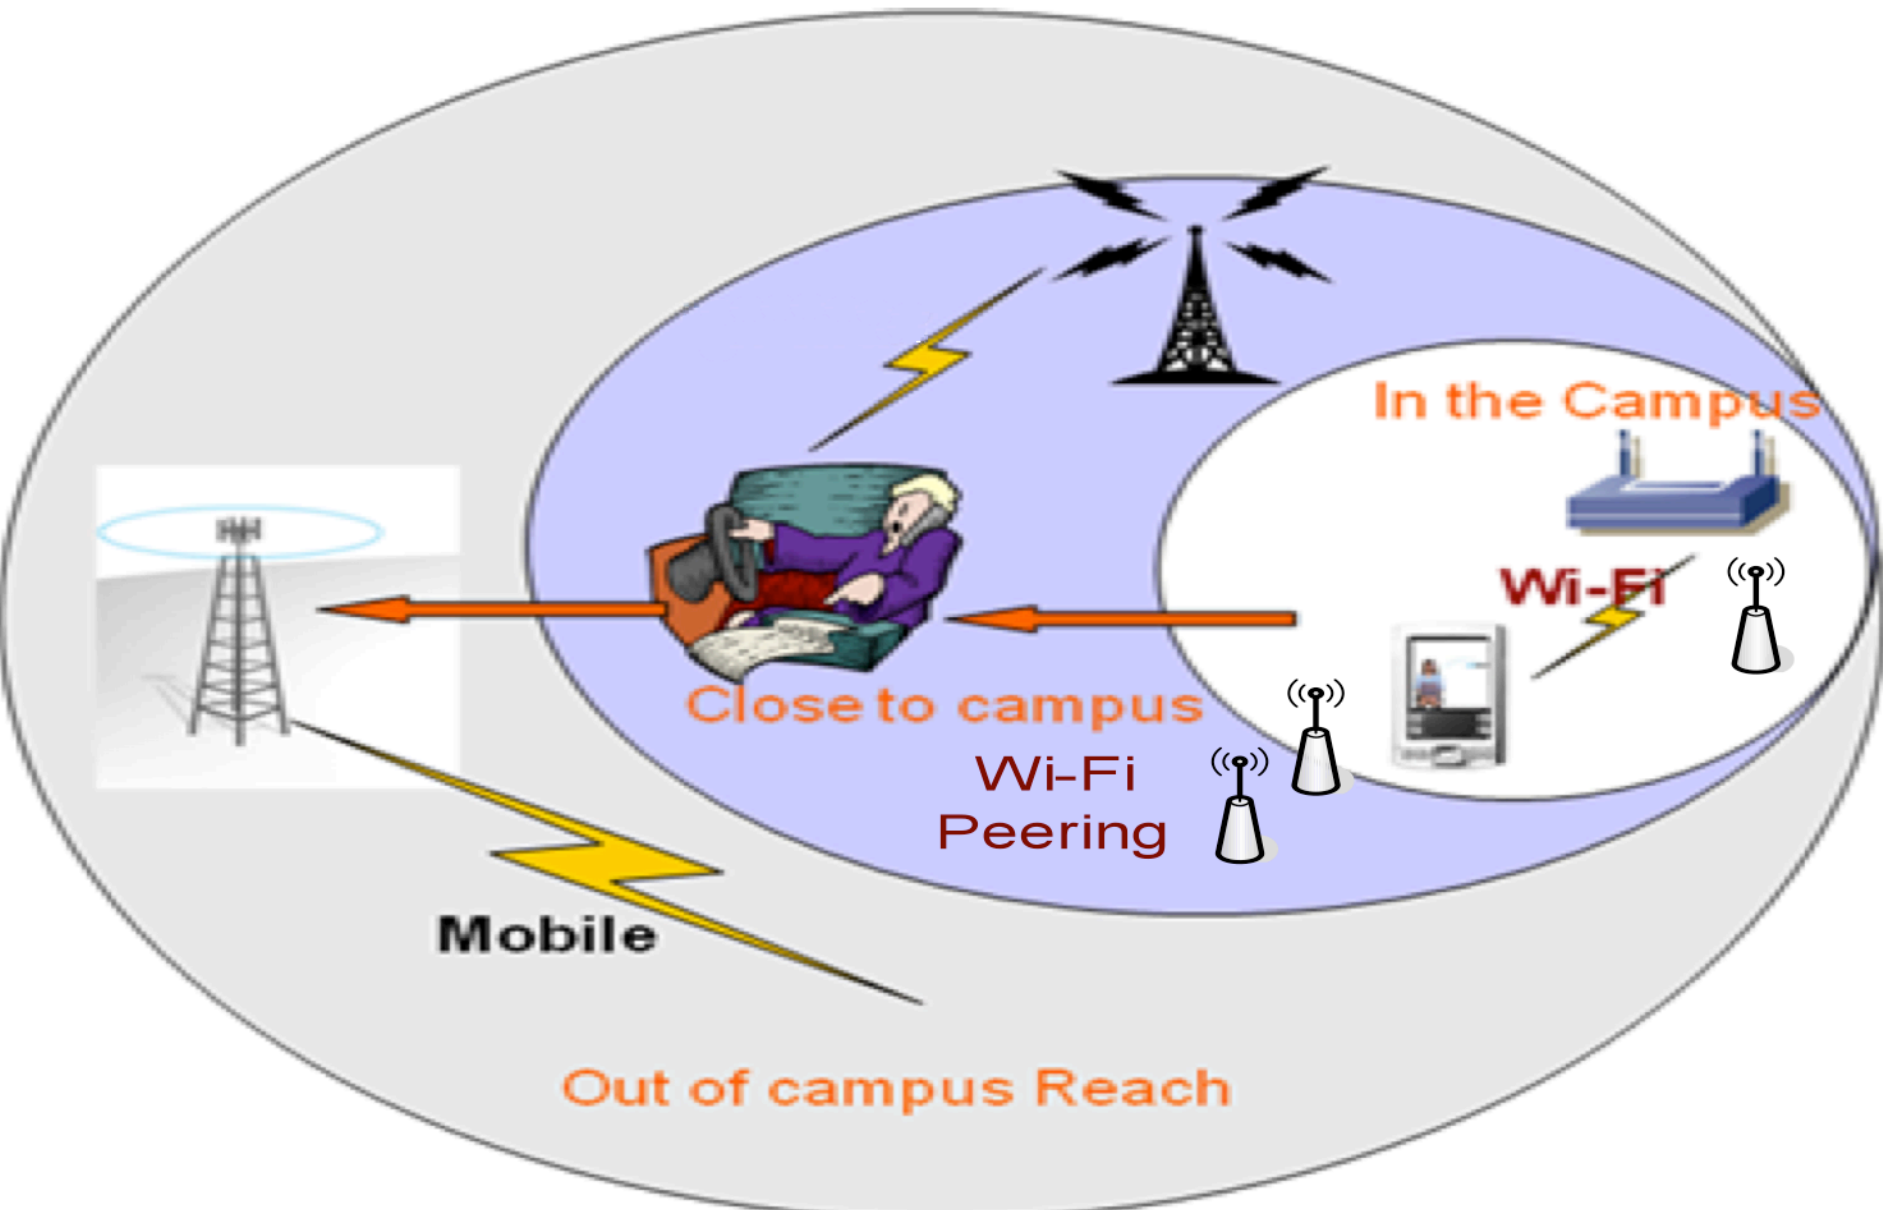 In the Campus
Wi-Fi
Close to campus
Wi-Fi
Peering
Mobile
Out of campus Reach